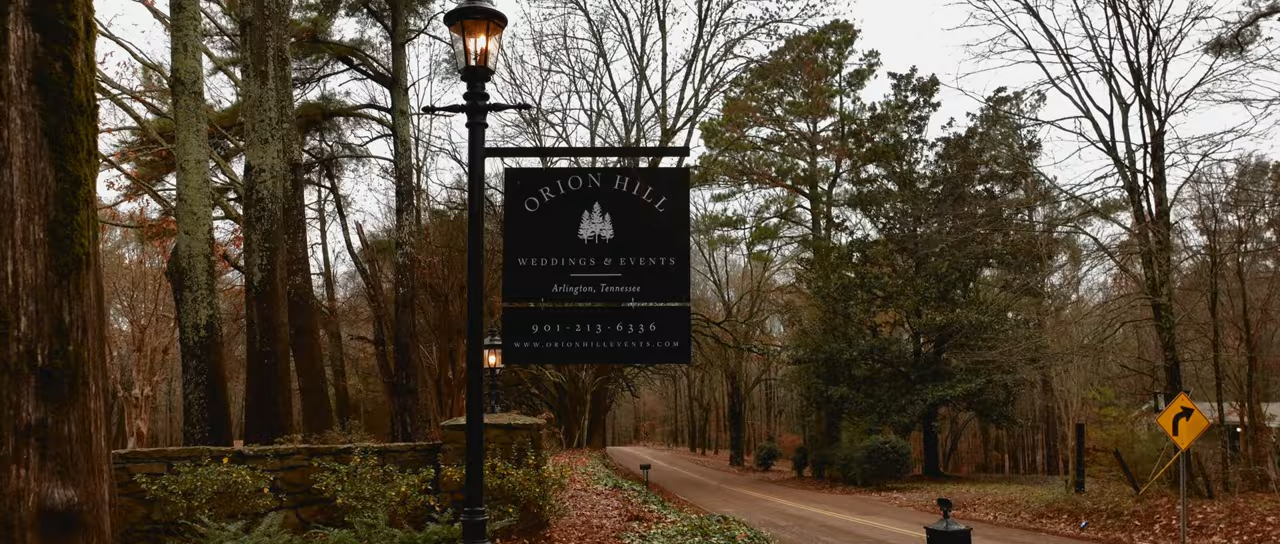 ORION HILL
WEDDINGS & EVENTS
Arlington, Tennessee
901-213-6336
WWW.ORIONHILLEVENTS.COM